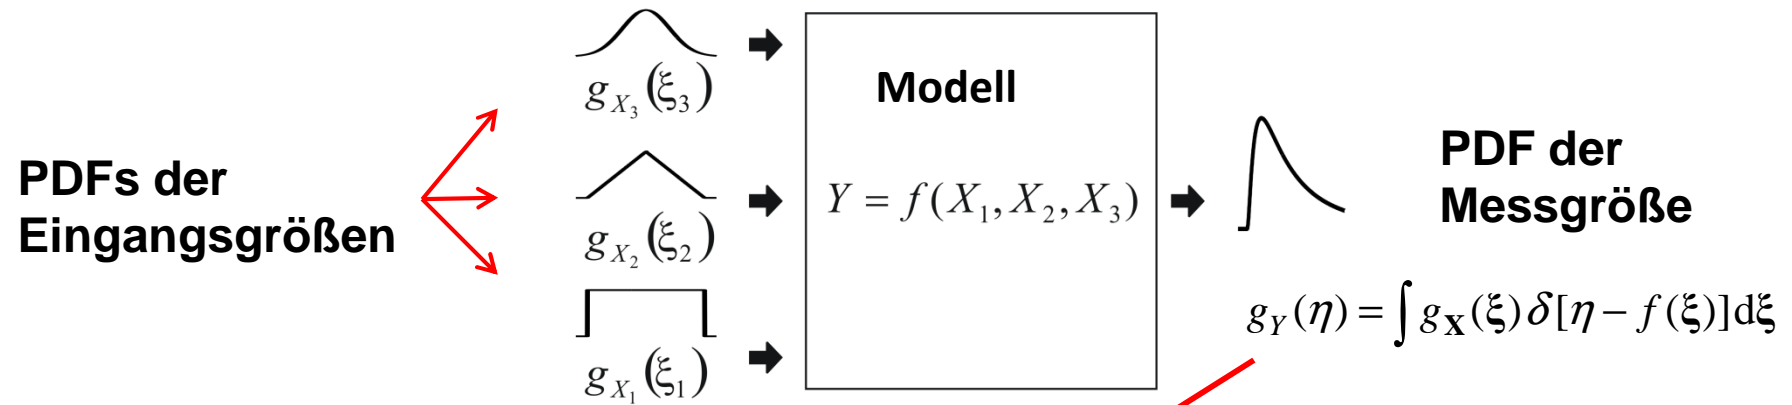 PDFs der
Eingangsgrößen
g_{X_3}(ξ_3)
g_{X_2}(ξ_2)
g_{X_1}(ξ_1)
Modell
Y = f(X_1, X_2, X_3)
PDF der
Messgröße
g_Y(η) = ∫ g_𝐗(𝛏) δ[η − f(𝛏)]d𝛏